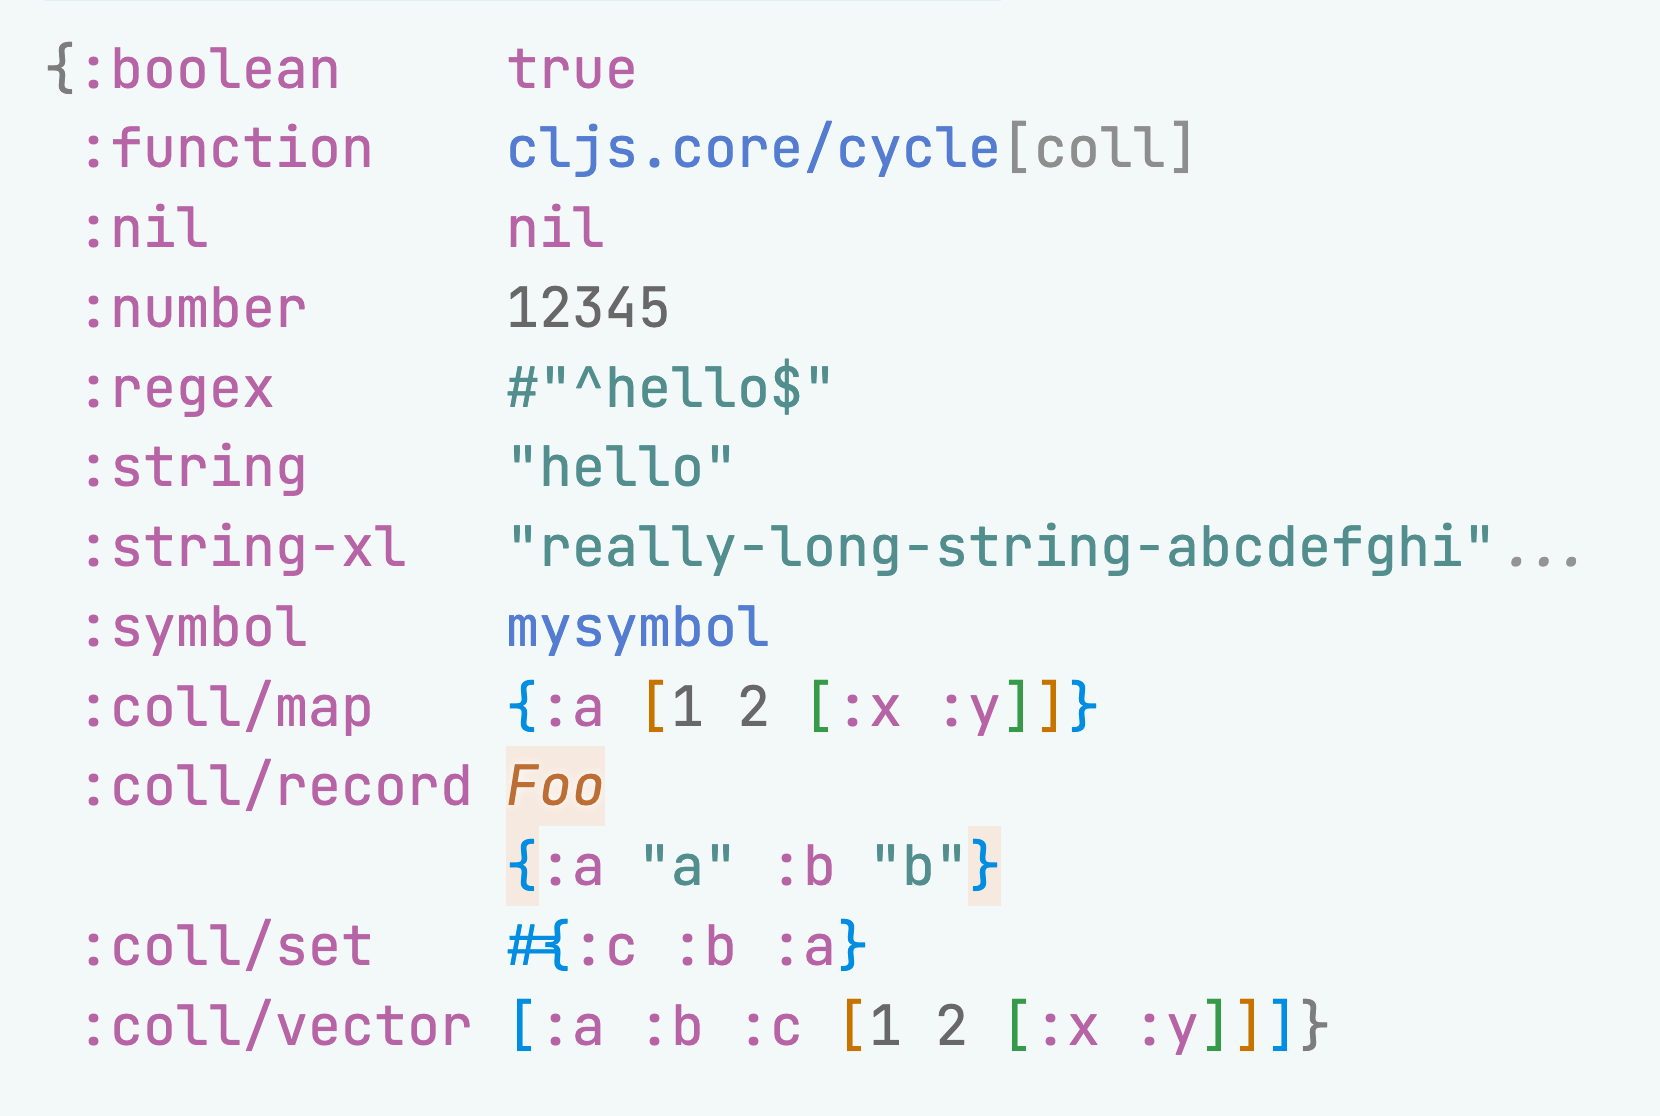 {:boolean     true
 :function    cljs.core/cycle[coll]
 :nil         nil
 :number      12345
 :regex       #"^hello$"
 :string      "hello"
 :string-xl   "really-long-string-abcdefghi"...
 :symbol      mysymbol
 :coll/map    {:a [1 2 [:x :y]]}
 :coll/record Foo
              {:a "a" :b "b"}
 :coll/set    #{:c :b :a}
 :coll/vector [:a :b :c [1 2 [:x :y]]]}